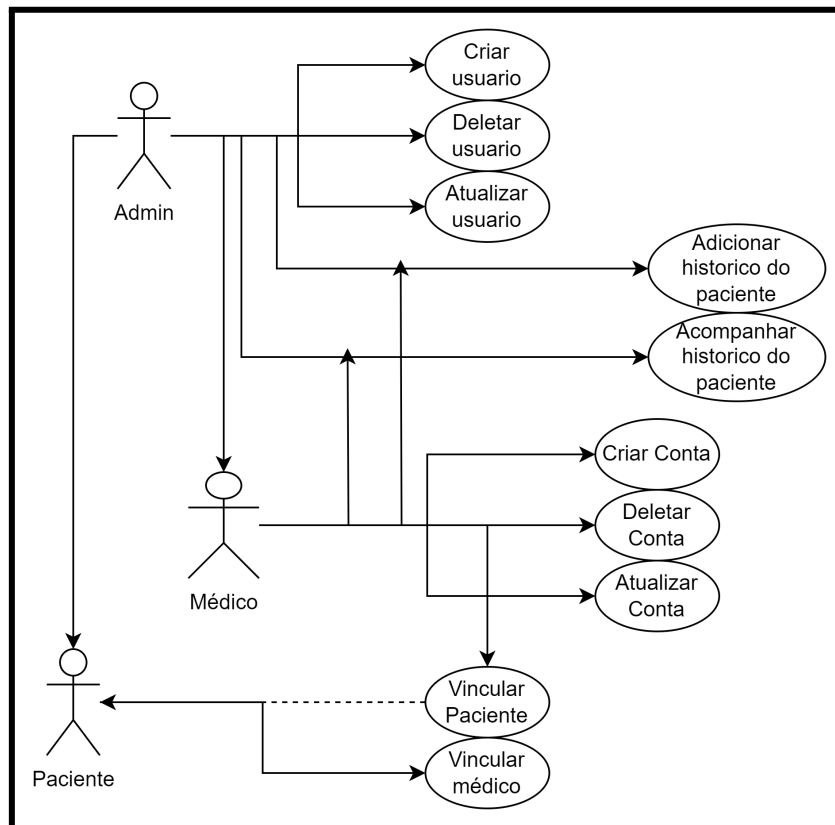 Criar
usuario
Deletar
usuario
Atualizar
usuario
Admin
Adicionar
historico do
paciente
Acompanhar
historico do
paciente
Criar Conta
Deletar
Conta
Atualizar
Conta
Médico
Vincular
Paciente
Vincular
médico
Paciente